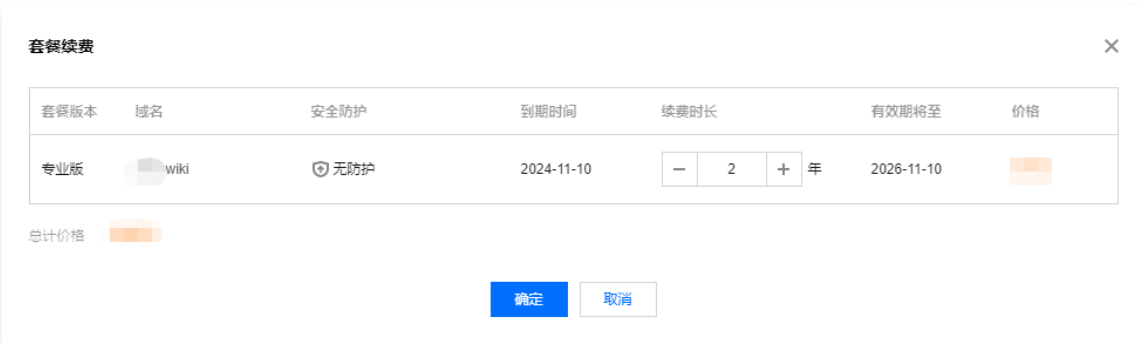 套餐续费
套餐版本 域名 安全防护 到期时间 续费时长 有效期将至 价格
专业版 wiki 无防护 2024-11-10 2 年 2026-11-10
总计价格
确定 取消